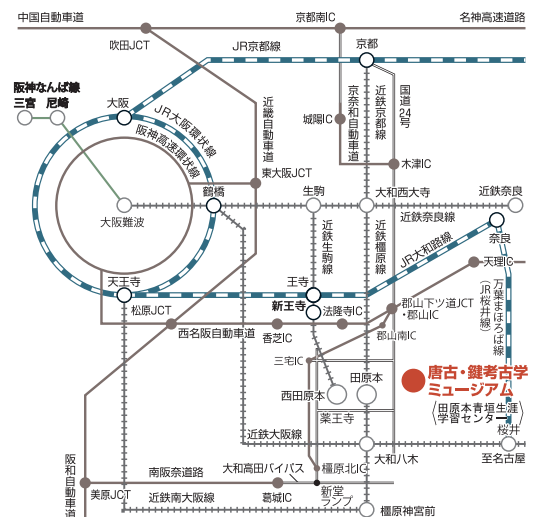 中国自動車道
京都南IC
名神高速道路
吹田JCT
JR京都線
京都
阪神なんば線
三宮 尼崎
大阪
JR大阪環状線
阪神高速環状線
近畿自動車道
城陽IC
京奈和自動車道
近鉄京都線
国道24号
木津IC
東大阪JCT
鶴橋
生駒
大和西大寺
近鉄奈良
大阪難波
近鉄奈良線
近鉄生駒線
近鉄橿原線
JR大和路線
奈良
天理IC
天王寺
王寺
新王寺
松原JCT
法隆寺IC
郡山下ツ道JCT
・郡山IC
万葉まほろば線
(JR桜井線)
西名阪自動車道
香芝IC
郡山南IC
三宅IC
田原本
西田原本
唐古・鍵考古学
ミュージアム
薬王寺
(田原本青垣生涯
学習センター)
桜井
近鉄大阪線
大和八木
至名古屋
阪和自動車道
南阪奈道路
大和高田バイパス
橿原北IC
美原JCT
近鉄南大阪線
葛城IC
新堂
ランプ
橿原神宮前